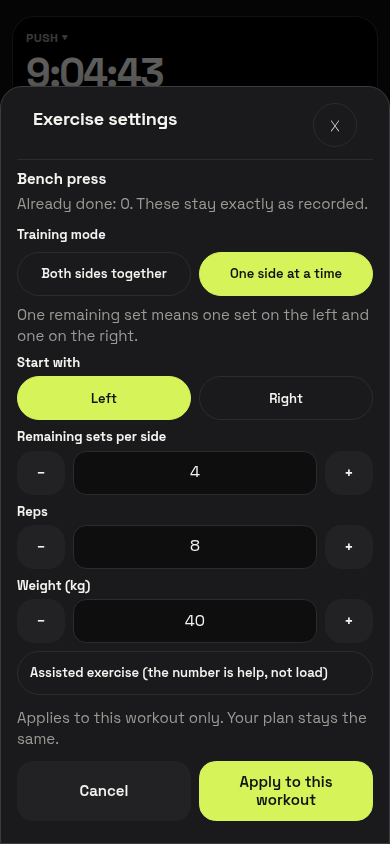 PUSH ▾
9:04:43
Exercise settings
X
Bench press
Already done: 0. These stay exactly as recorded.
Training mode
Both sides together
One side at a time
One remaining set means one set on the left and
one on the right.
Start with
Left
Right
Remaining sets per side
-
4
+
Reps
-
8
+
Weight (kg)
-
40
+
Assisted exercise (the number is help, not load)
Applies to this workout only. Your plan stays the
same.
Cancel
Apply to this
workout